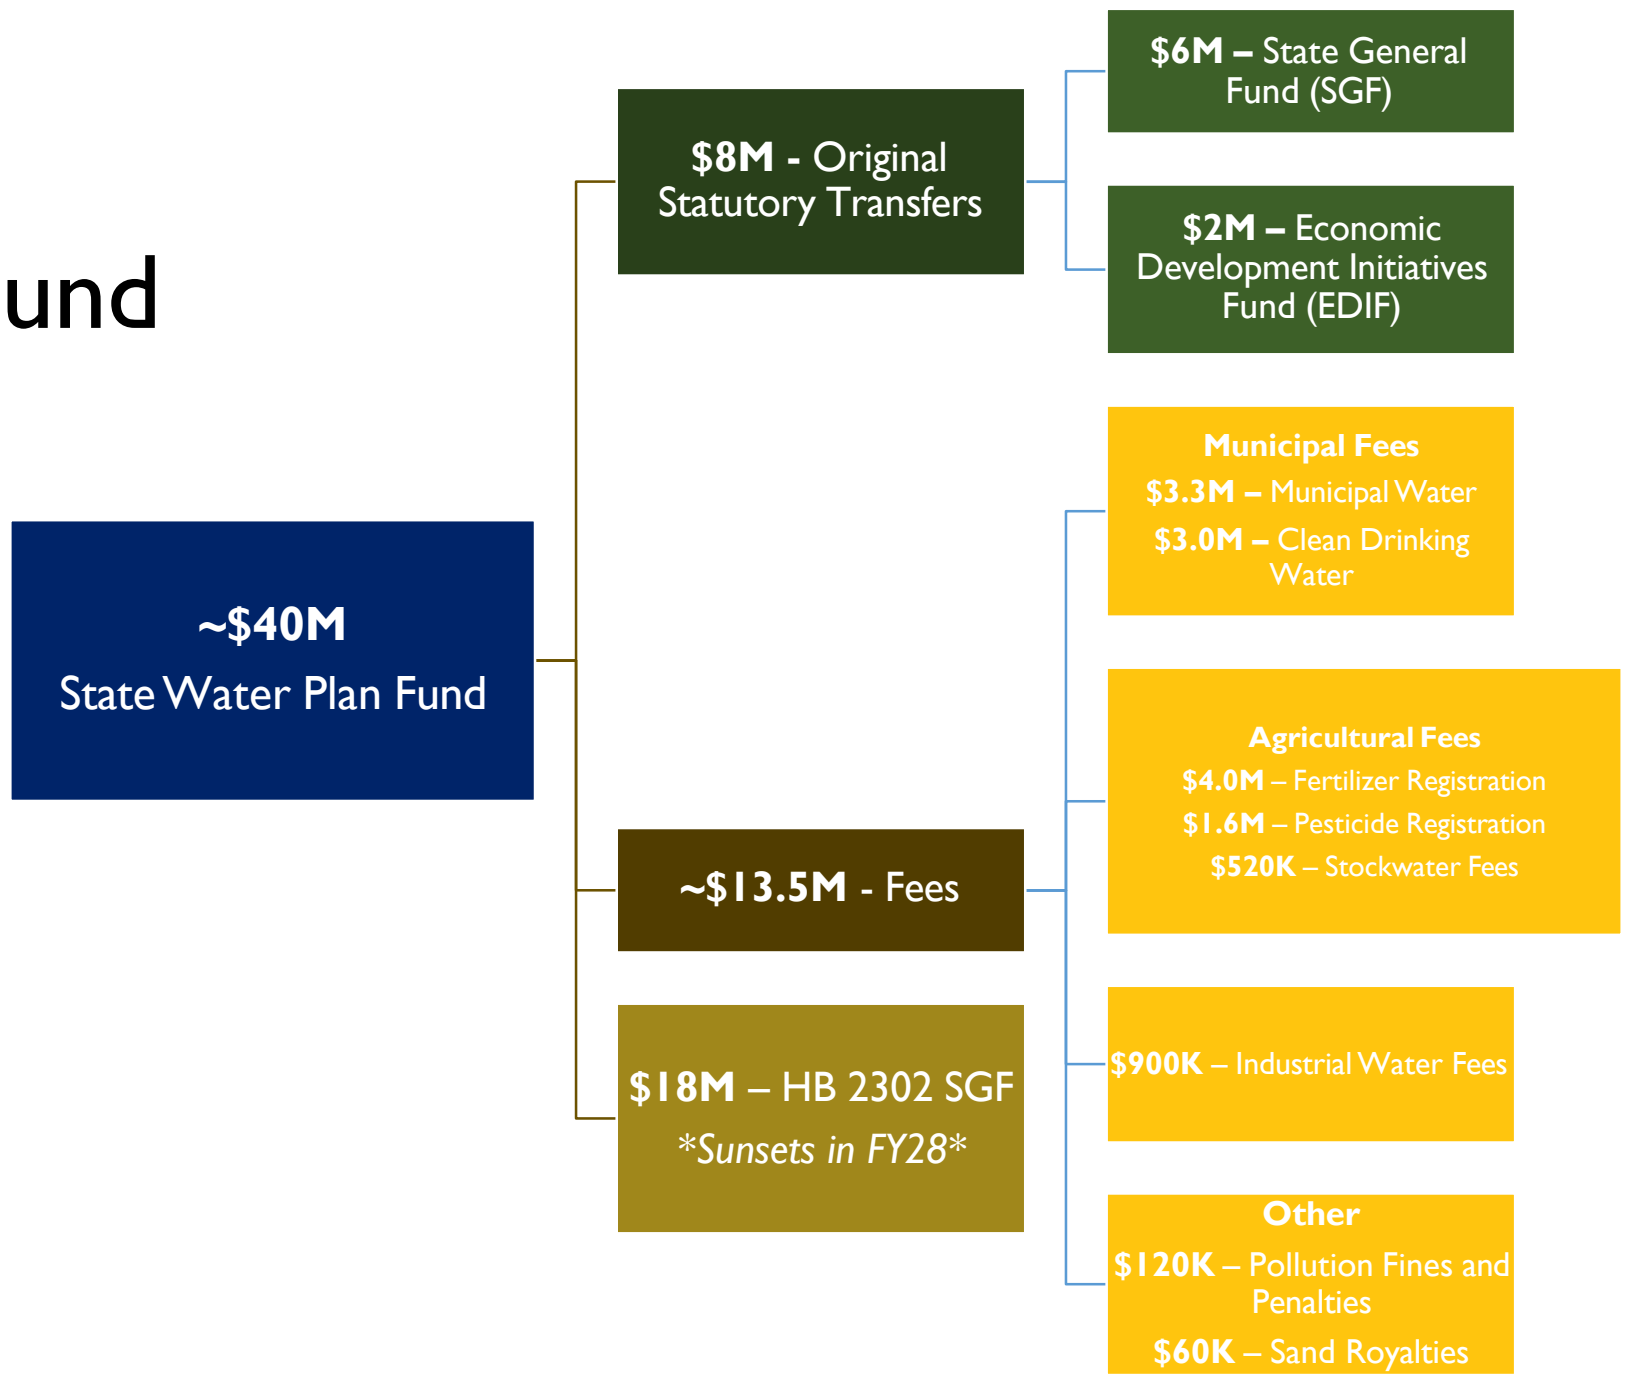 und
~$40M
State Water Plan Fund
$8M - Original
Statutory Transfers
$6M – State General
Fund (SGF)
$2M – Economic
Development Initiatives
Fund (EDIF)
~$13.5M - Fees
Municipal Fees
$3.3M – Municipal Water
$3.0M – Clean Drinking
Water
Agricultural Fees
$4.0M – Fertilizer Registration
$1.6M – Pesticide Registration
$520K – Stockwater Fees
$900K – Industrial Water Fees
Other
$120K – Pollution Fines and
Penalties
$60K – Sand Royalties
$18M – HB 2302 SGF
*Sunsets in FY28*